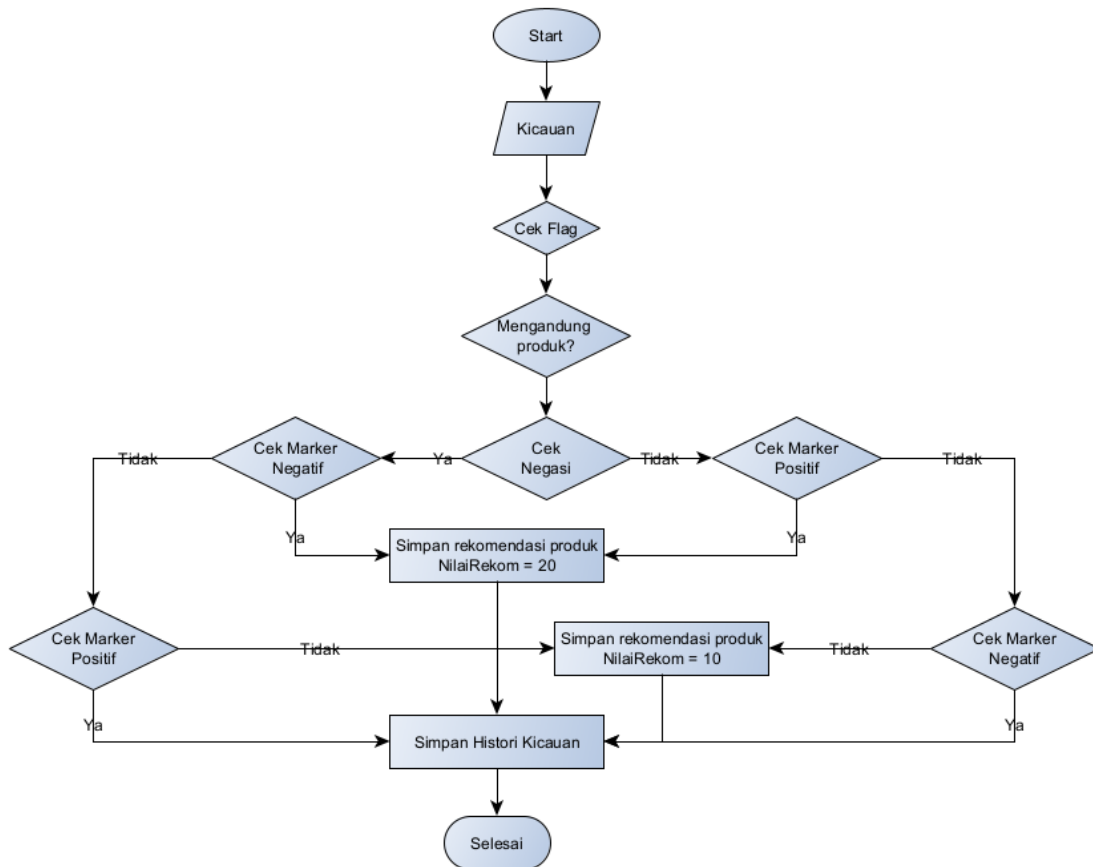 Start
Kicauan
Cek Flag
Mengandung
produk?
Cek Marker
Negatif
Cek
Negasi
Cek Marker
Positif
Tidak
Ya
Tidak
Tidak
Ya
Ya
Simpan rekomendasi produk
NilaiRekom = 20
Cek Marker
Positif
Tidak
Simpan rekomendasi produk
NilaiRekom = 10
Tidak
Cek Marker
Negatif
Ya
Ya
Simpan Histori Kicauan
Selesai